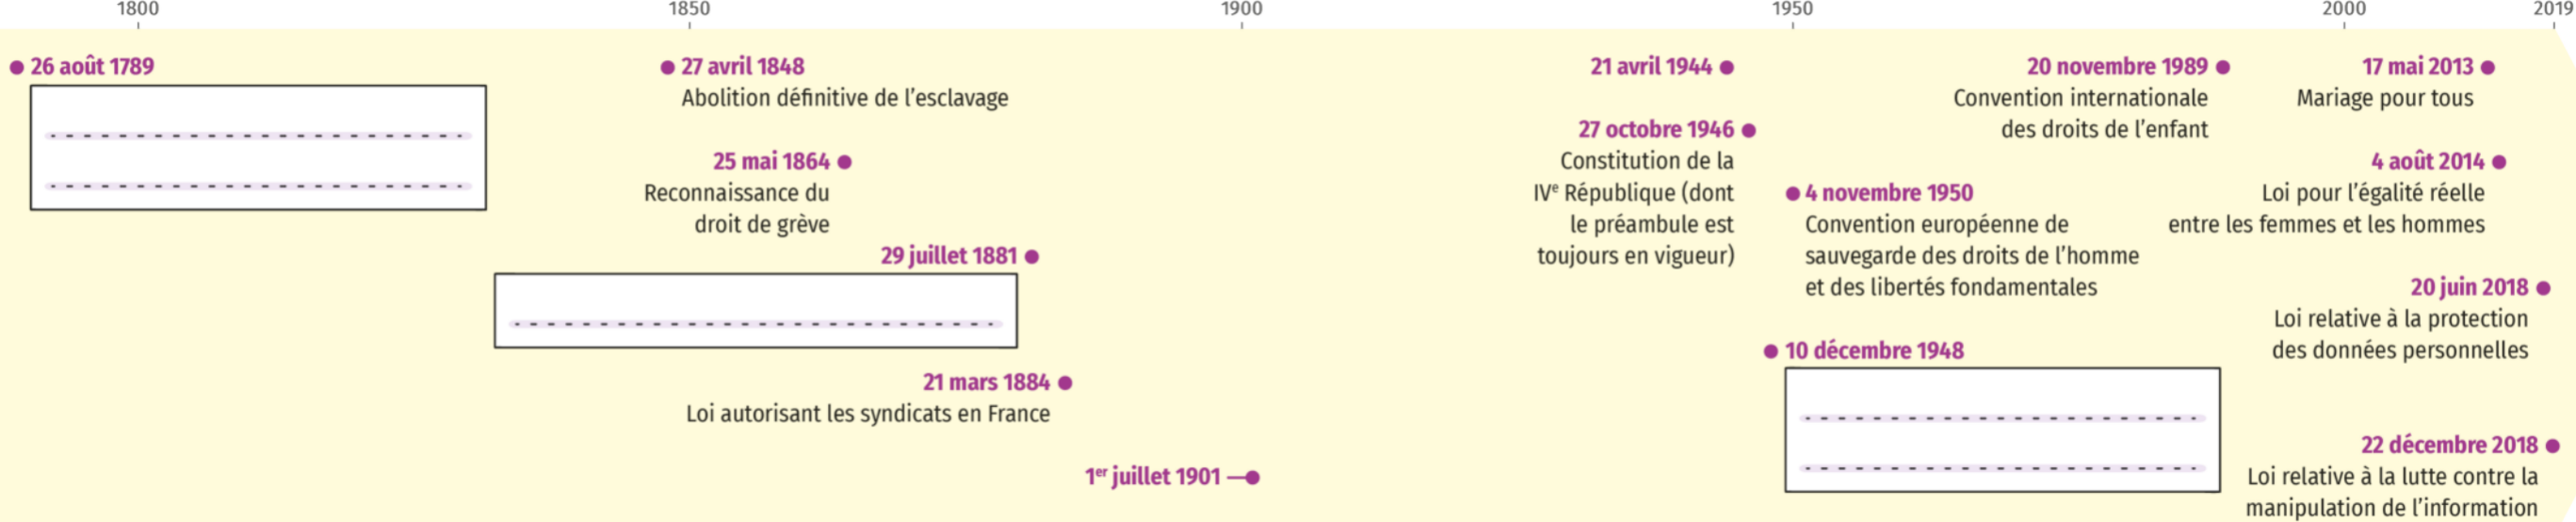 1800 1850 1900 1950 2000 2019
26 août 1789
27 avril 1848
Abolition définitive de l'esclavage
25 mai 1864
Reconnaissance du
droit de grève
29 juillet 1881
21 mars 1884
Loi autorisant les syndicats en France
1er juillet 1901
21 avril 1944
27 octobre 1946
Constitution de la
IVe République (dont
le préambule est
toujours en vigueur)
4 novembre 1950
Convention européenne de
sauvegarde des droits de l'homme
et des libertés fondamentales
10 décembre 1948
20 novembre 1989
Convention internationale
des droits de l'enfant
17 mai 2013
Mariage pour tous
4 août 2014
Loi pour l'égalité réelle
entre les femmes et les hommes
20 juin 2018
Loi relative à la protection
des données personnelles
22 décembre 2018
Loi relative à la lutte contre la
manipulation de l'information